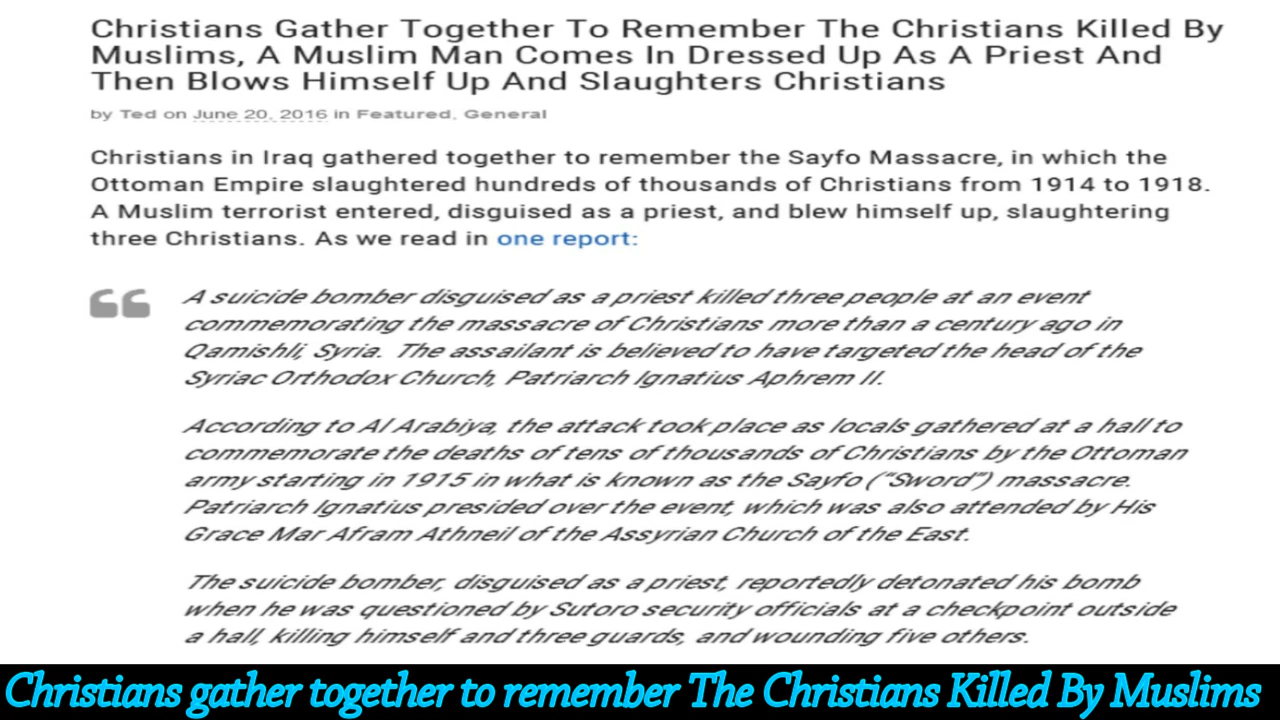 Christians Gather Together To Remember The Christians Killed By
Muslims, A Muslim Man Comes In Dressed Up As A Priest And
Then Blows Himself Up And Slaughters Christians
by Ted on June 20, 2016 in Featured, General
Christians in Iraq gathered together to remember the Sayfo Massacre, in which the
Ottoman Empire slaughtered hundreds of thousands of Christians from 1914 to 1918.
A Muslim terrorist entered, disguised as a priest, and blew himself up, slaughtering
three Christians. As we read in one report:
“ A suicide bomber disguised as a priest killed three people at an event
commemorating the massacre of Christians more than a century ago in
Qamishli, Syria. The assailant is believed to have targeted the head of the
Syriac Orthodox Church, Patriarch Ignatius Aphrem II.
According to Al Arabiya, the attack took place as locals gathered at a hall to
commemorate the deaths of tens of thousands of Christians by the Ottoman
army starting in 1915 in what is known as the Sayfo (“Sword”) massacre.
Patriarch Ignatius presided over the event, which was also attended by His
Grace Mar Afram Athneil of the Assyrian Church of the East.
The suicide bomber, disguised as a priest, reportedly detonated his bomb
when he was questioned by Sutoro security officials at a checkpoint outside
a hall, killing himself and three guards, and wounding five others.
Christians gather together to remember The Christians Killed By Muslims